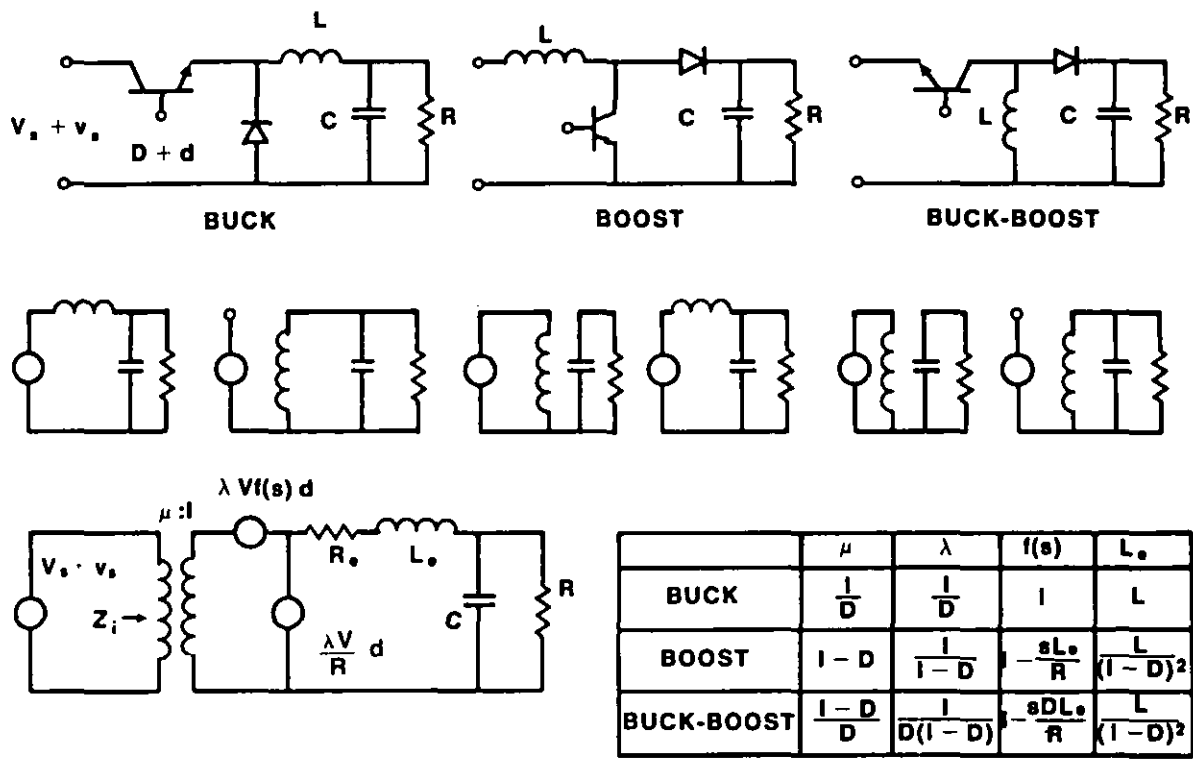 L
C
R
V_s + v_s
D + d
BUCK
L
C
R
BOOST
L
C
R
BUCK-BOOST
λ Vf(s) d
μ :1
R_e
L_e
V_s · v_s
Z_i →
C
R
λV/R d
μ λ f(s) L_e
BUCK 1/D 1/D 1 L
BOOST 1 − D 1/(1 − D) 1 − sL_e/R L/(1 − D)²
BUCK-BOOST (1 − D)/D 1/(D(1 − D)) 1 − sDL_e/R L/(1 − D)²